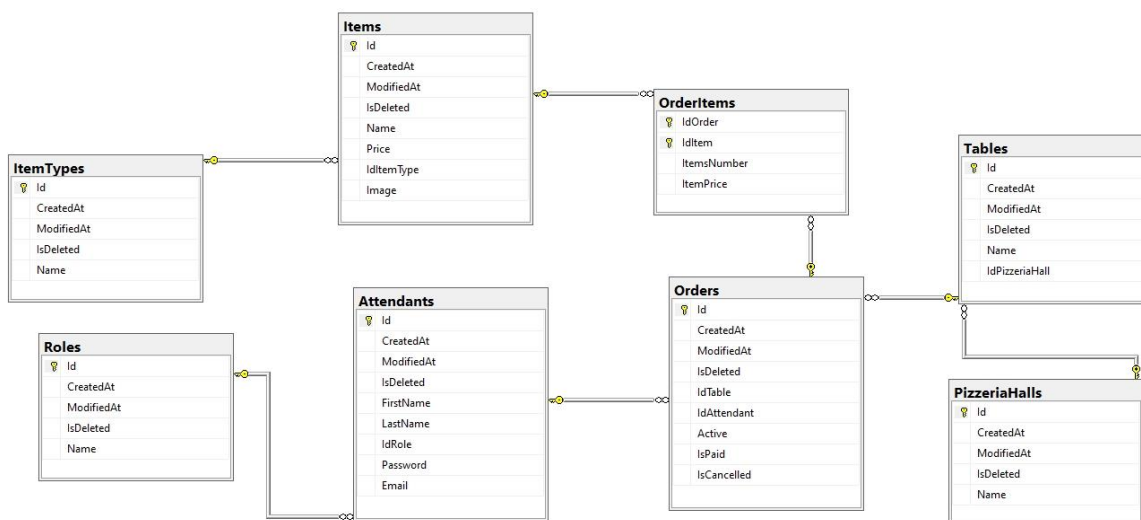 Items
Id
CreatedAt
ModifiedAt
IsDeleted
Name
Price
IdItemType
Image
OrderItems
IdOrder
IdItem
ItemsNumber
ItemPrice
Tables
Id
CreatedAt
ModifiedAt
IsDeleted
Name
IdPizzeriaHall
ItemTypes
Id
CreatedAt
ModifiedAt
IsDeleted
Name
Attendants
Id
CreatedAt
ModifiedAt
IsDeleted
FirstName
LastName
IdRole
Password
Email
Orders
Id
CreatedAt
ModifiedAt
IsDeleted
IdTable
IdAttendant
Active
IsPaid
IsCancelled
Roles
Id
CreatedAt
ModifiedAt
IsDeleted
Name
PizzeriaHalls
Id
CreatedAt
ModifiedAt
IsDeleted
Name